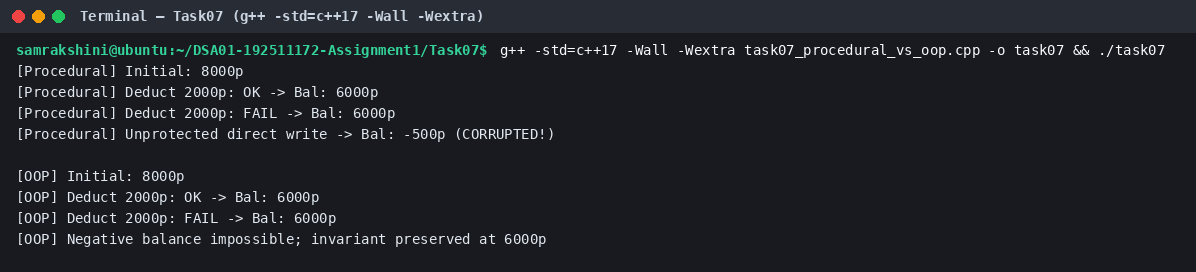 Terminal — Task07 (g++ -std=c++17 -Wall -Wextra)
samrakshini@ubuntu:~/DSA01-192511172-Assignment1/Task07$ g++ -std=c++17 -Wall -Wextra task07_procedural_vs_oop.cpp -o task07 && ./task07
[Procedural] Initial: 8000p
[Procedural] Deduct 2000p: OK -> Bal: 6000p
[Procedural] Deduct 2000p: FAIL -> Bal: 6000p
[Procedural] Unprotected direct write -> Bal: -500p (CORRUPTED!)
[OOP] Initial: 8000p
[OOP] Deduct 2000p: OK -> Bal: 6000p
[OOP] Deduct 2000p: FAIL -> Bal: 6000p
[OOP] Negative balance impossible; invariant preserved at 6000p